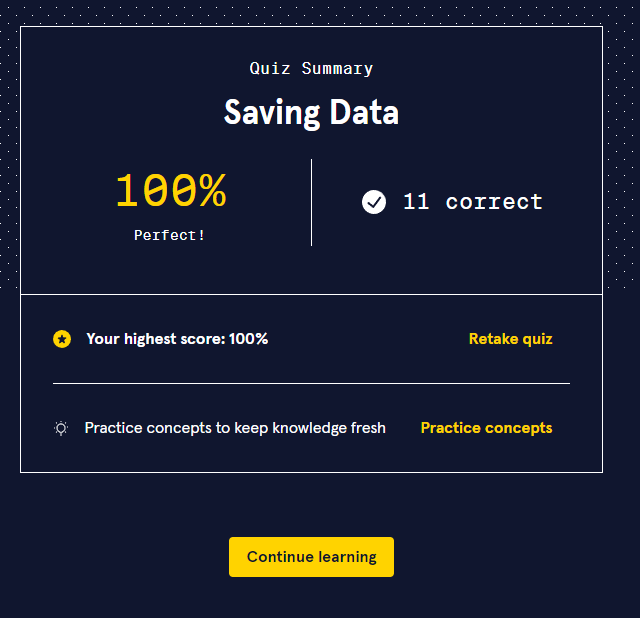 Quiz Summary
Saving Data
100%
Perfect!
11 correct
Your highest score: 100%
Retake quiz
Practice concepts to keep knowledge fresh
Practice concepts
Continue learning